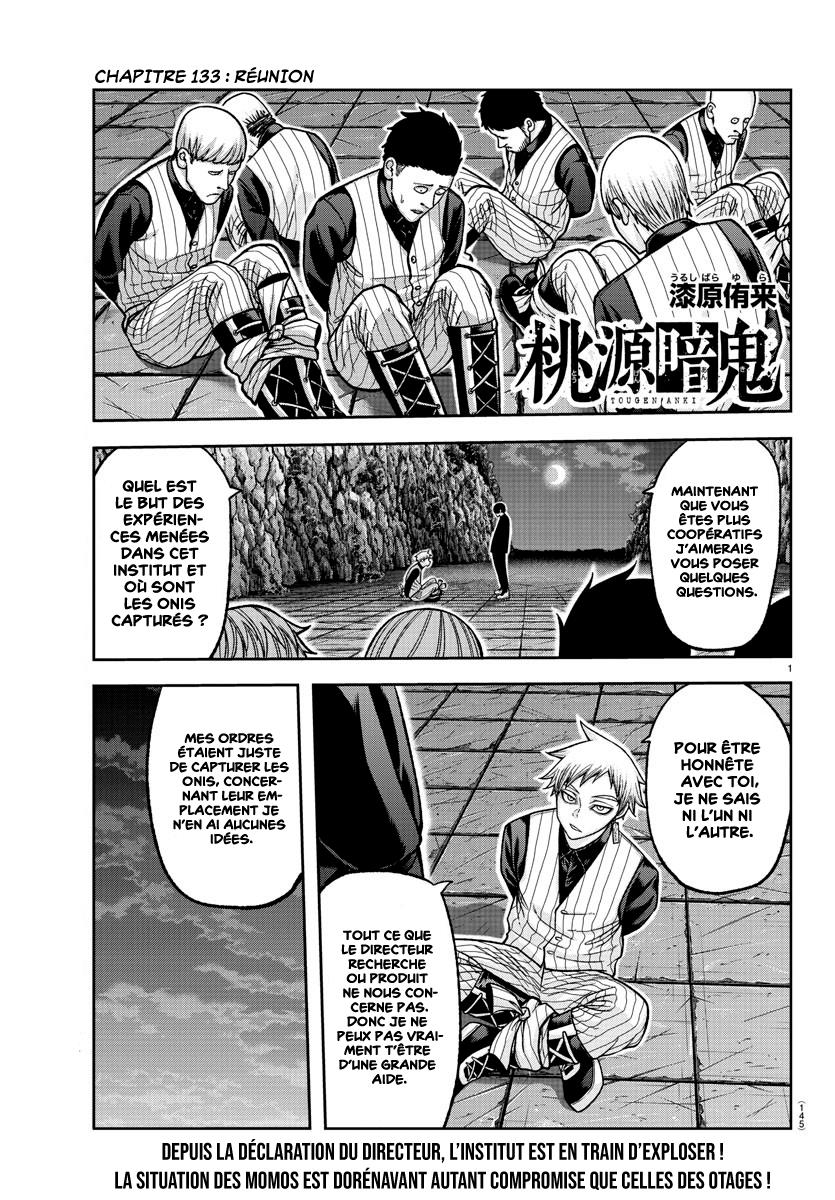 CHAPITRE 133 : RÉUNION
うるし ばら ゆ ら
漆原侑来
桃源暗鬼
あん
TOUGEN ANKI
MAINTENANT
QUE VOUS
ÊTES PLUS
COOPÉRATIFS
J'AIMERAIS
VOUS POSER
QUELQUES
QUESTIONS.
QUEL EST
LE BUT DES
EXPÉRIEN-
CES MENÉES
DANS CET
INSTITUT ET
OÙ SONT
LES ONIS
CAPTURÉS ?
1
POUR ÊTRE
HONNÊTE
AVEC TOI,
JE NE SAIS
NI L'UN NI
L'AUTRE.
TOUT CE QUE
LE DIRECTEUR
RECHERCHE
OU PRODUIT
NE NOUS CON-
CERNE PAS.
DONC JE NE
PEUX PAS VRAI-
MENT T'ÊTRE
D'UNE GRANDE
AIDE.
MES ORDRES
ÉTAIENT JUSTE
DE CAPTURER LES
ONIS, CONCER-
NANT LEUR EM-
PLACEMENT JE
N'EN AI AUCUNES
IDÉES.
(145)
DEPUIS LA DÉCLARATION DU DIRECTEUR, L'INSTITUT EST EN TRAIN D'EXPLOSER !
LA SITUATION DES MOMOS EST DORÉNAVANT AUTANT COMPROMISE QUE CELLES DES OTAGES !